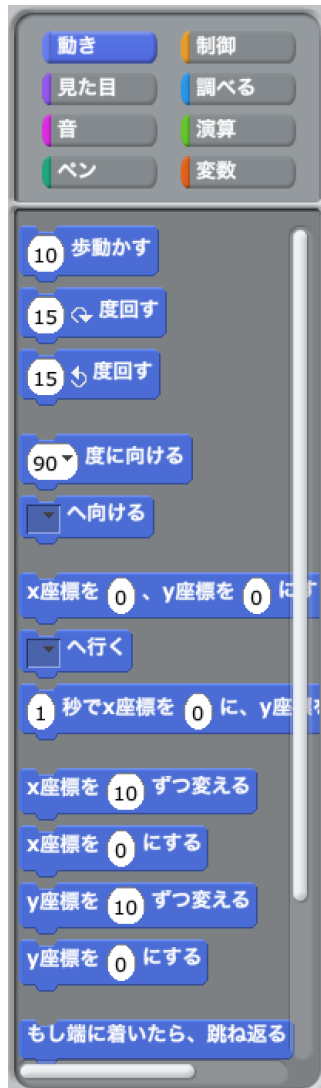 動き 制御
見た目 調べる
音 演算
ペン 変数
10 歩動かす
15 度回す
15 度回す
90 度に向ける
へ向ける
x座標を 0 、y座標を 0 に
へ行く
1 秒でx座標を 0 に、y座
x座標を 10 ずつ変える
x座標を 0 にする
y座標を 10 ずつ変える
y座標を 0 にする
もし端に着いたら、跳ね返る